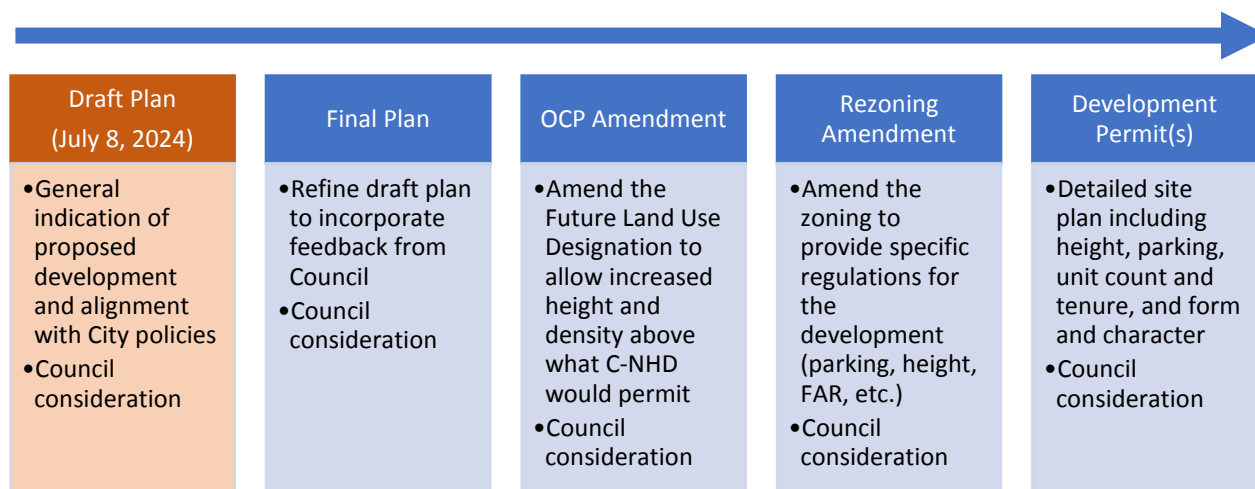 Draft Plan
(July 8, 2024)
•General
indication of
proposed
development
and alignment
with City policies
•Council
consideration
Final Plan
•Refine draft plan
to incorporate
feedback from
Council
•Council
consideration
OCP Amendment
•Amend the
Future Land Use
Designation to
allow increased
height and
density above
what C-NHD
would permit
•Council
consideration
Rezoning
Amendment
•Amend the
zoning to
provide specific
regulations for
the
development
(parking, height,
FAR, etc.)
•Council
consideration
Development
Permit(s)
•Detailed site
plan including
height, parking,
unit count and
tenure, and form
and character
•Council
consideration